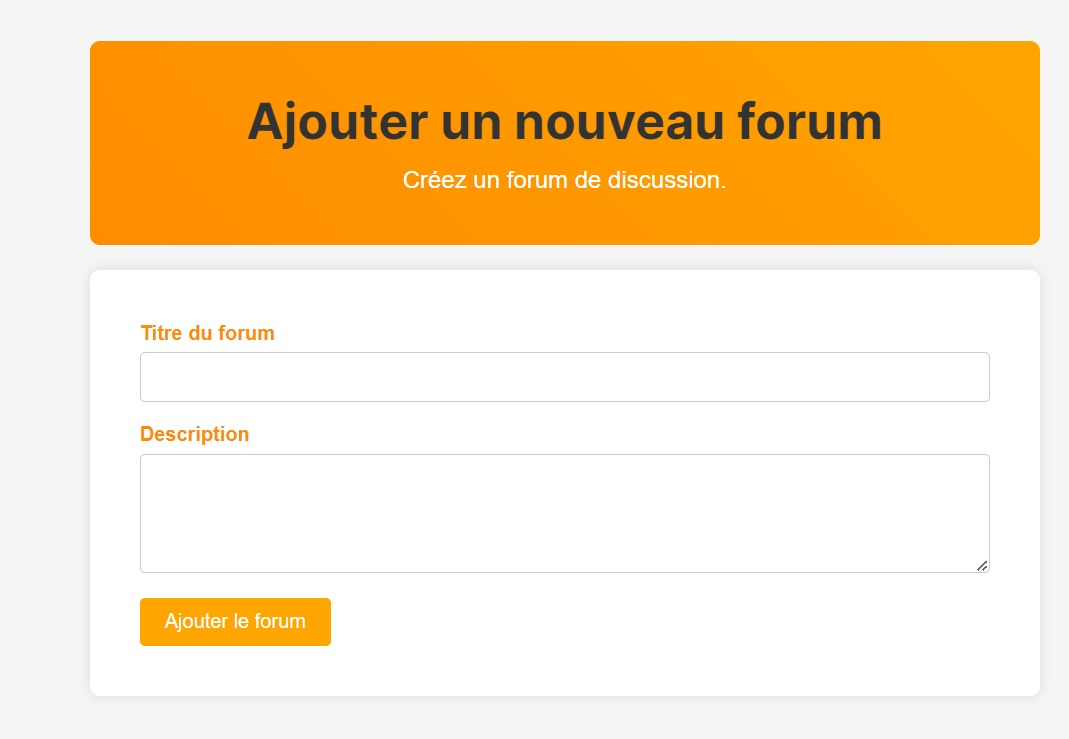 Ajouter un nouveau forum
Créez un forum de discussion.
Titre du forum
Description
Ajouter le forum